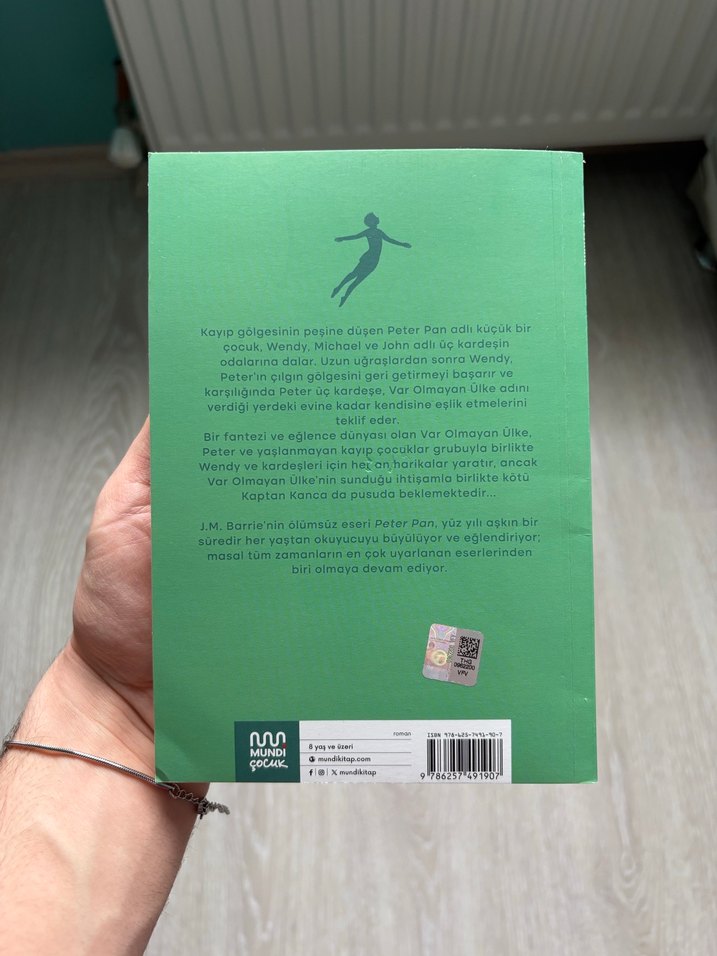 Kayıp gölgesinin peşine düşen Peter Pan adlı küçük bir
çocuk, Wendy, Michael ve John adlı üç kardeşin
odalarına dalar. Uzun uğraşlardan sonra Wendy,
Peter'ın çılgın gölgesini geri getirmeyi başarır ve
karşılığında Peter üç kardeşe, Var Olmayan Ülke adını
verdiği yerdeki evine kadar kendisine eşlik etmelerini
teklif eder.
Bir fantezi ve eğlence dünyası olan Var Olmayan Ülke,
Peter ve yaşlanmayan kayıp çocuklar grubuyla birlikte
Wendy ve kardeşleri için her an harikalar yaratır, ancak
Var Olmayan Ülke'nin sunduğu ihtişamla birlikte kötü
Kaptan Kanca da pusuda beklemektedir...
J.M. Barrie'nin ölümsüz eseri Peter Pan, yüz yılı aşkın bir
süredir her yaştan okuyucuyu büyülüyor ve eğlendiriyor;
masal tüm zamanların en çok uyarlanan eserlerinden
biri olmaya devam ediyor.
THG
0962200
VFV
MUNDİ
çocuk
roman
8 yaş ve üzeri
mundikitap.com
mundikitap
ISBN 978-625-7491-90-7
9 786257 491907